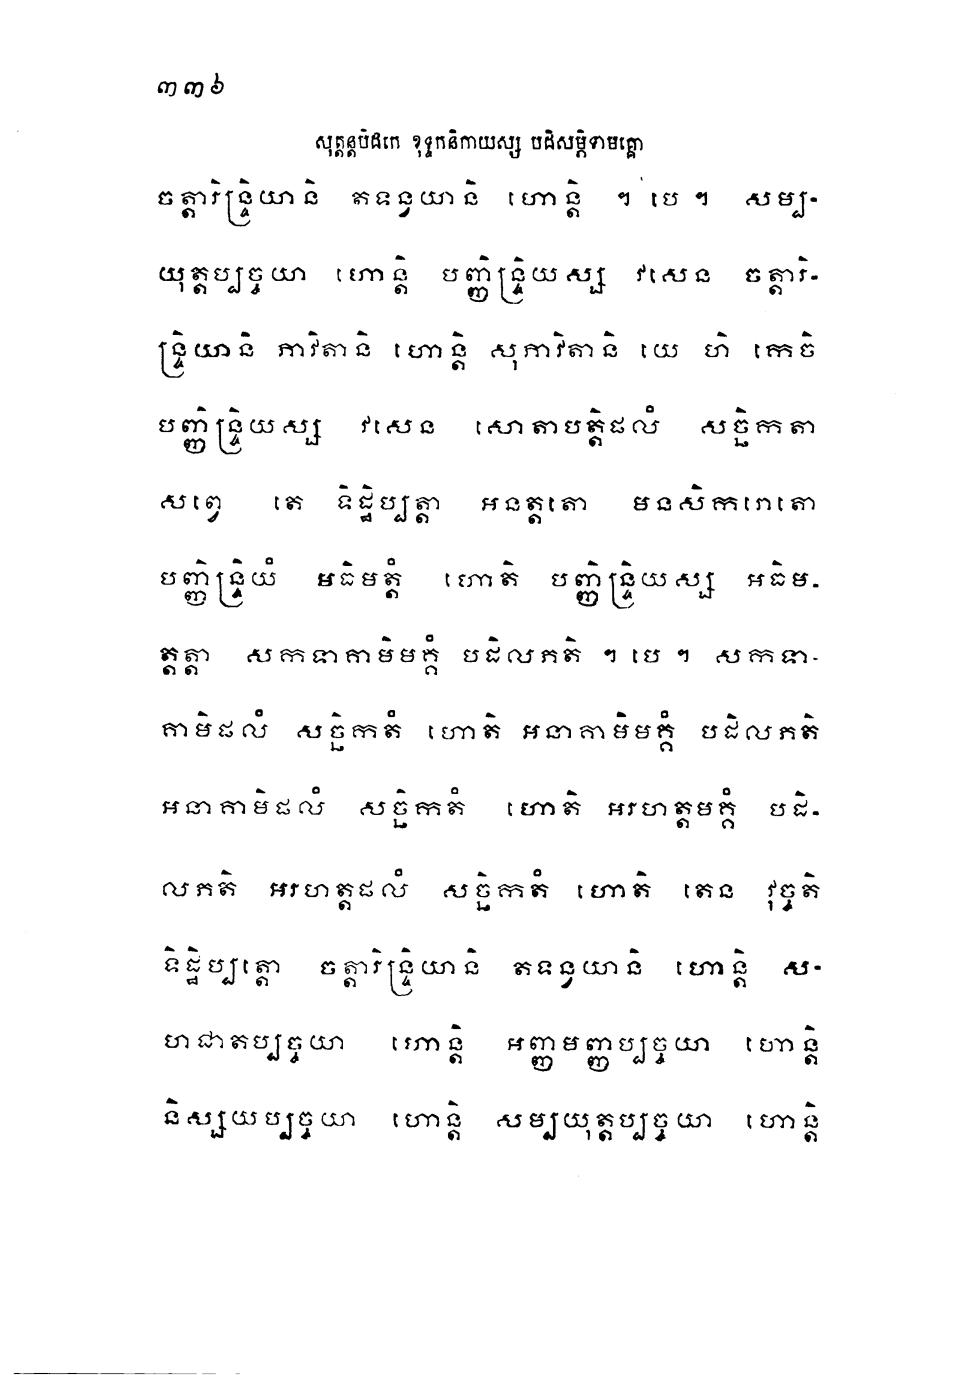 ៣៣៦
សុត្តន្តបិដកេ ខុទ្ទកនិកាយស្ស បដិសម្ភិទាមគ្គោ
ចត្តារិន្ទ្រិយានិ តទន្វយានិ ហោន្តិ ។ បេ ។ សម្ប-
យុត្តប្បច្ចយា ហោន្តិ បញ្ញិន្ទ្រិយស្ស វសេន ចត្តារិ-
ន្ទ្រិយានិ ភាវិតានិ ហោន្តិ សុភាវិតានិ យេ ហិ កេចិ
បញ្ញិន្ទ្រិយស្ស វសេន សោតាបត្តិផលំ សច្ឆិកតា
សព្វេ តេ ទិដ្ឋិប្បត្តា អនត្តតោ មនសិករោតោ
បញ្ញិន្ទ្រិយំ អធិមត្តំ ហោតិ បញ្ញិន្ទ្រិយស្ស អធិម-
ត្តត្តា សកទាគាមិមគ្គំ បដិលភតិ ។ បេ ។ សកទា-
គាមិផលំ សច្ឆិកតំ ហោតិ អនាគាមិមគ្គំ បដិលភតិ
អនាគាមិផលំ សច្ឆិកតំ ហោតិ អរហត្តមគ្គំ បដិ-
លភតិ អរហត្តផលំ សច្ឆិកតំ ហោតិ តេន វុច្ចតិ
ទិដ្ឋិប្បត្តោ ចត្តារិន្ទ្រិយានិ តទន្វយានិ ហោន្តិ ស-
ហជាតប្បច្ចយា ហោន្តិ អញ្ញមញ្ញប្បច្ចយា ហោន្តិ
និស្សយប្បច្ចយា ហោន្តិ សម្បយុត្តប្បច្ចយា ហោន្តិ